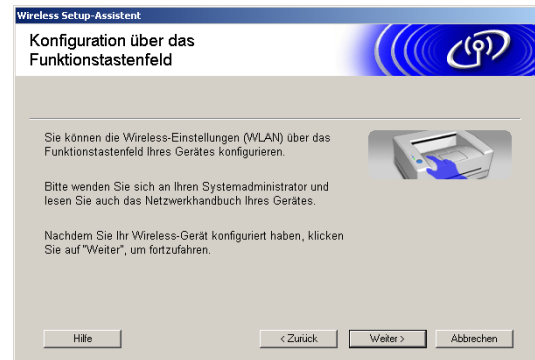 Wireless Setup-Assistent
Konfiguration über das
Funktionstastenfeld
Sie können die Wireless-Einstellungen (WLAN) über das
Funktionstastenfeld Ihres Gerätes konfigurieren.
Bitte wenden Sie sich an Ihren Systemadministrator und
lesen Sie auch das Netzwerkhandbuch Ihres Gerätes.
Nachdem Sie Ihr Wireless-Gerät konfiguriert haben, klicken
Sie auf "Weiter", um fortzufahren.
Hilfe
< Zurück
Weiter >
Abbrechen